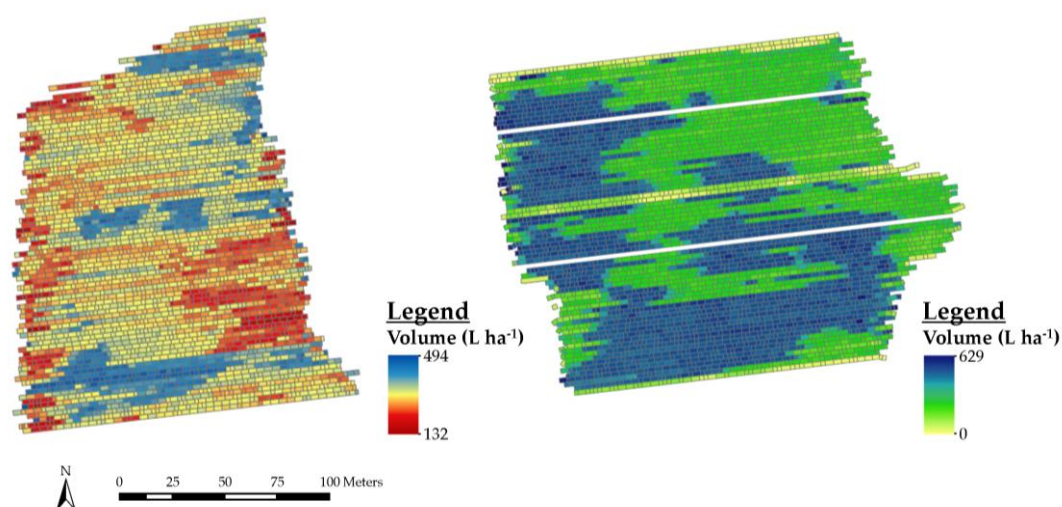 Legend
Volume (L ha⁻¹)
494
132
Legend
Volume (L ha⁻¹)
629
0
N
0 25 50 75 100 Meters